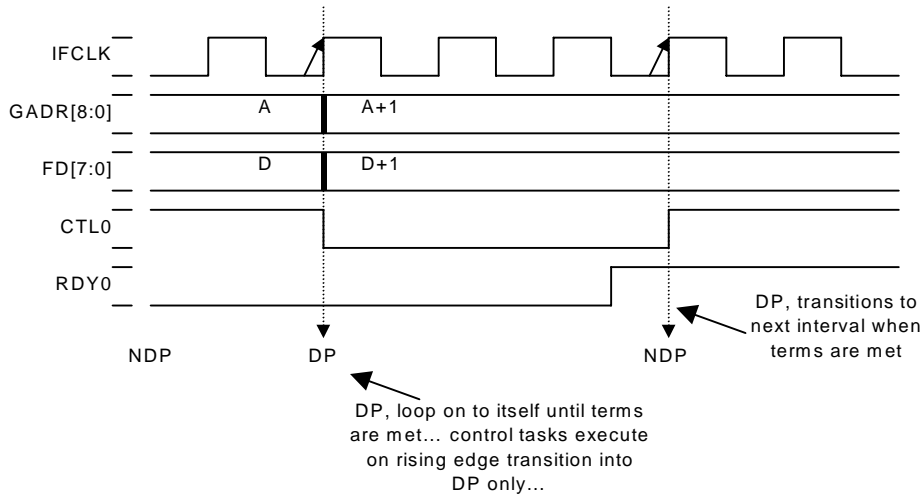 IFCLK
GADR[8:0]
A
A+1
FD[7:0]
D
D+1
CTL0
RDY0
NDP
DP
NDP
DP, transitions to
next interval when
terms are met
DP, loop on to itself until terms
are met... control tasks execute
on rising edge transition into
DP only...